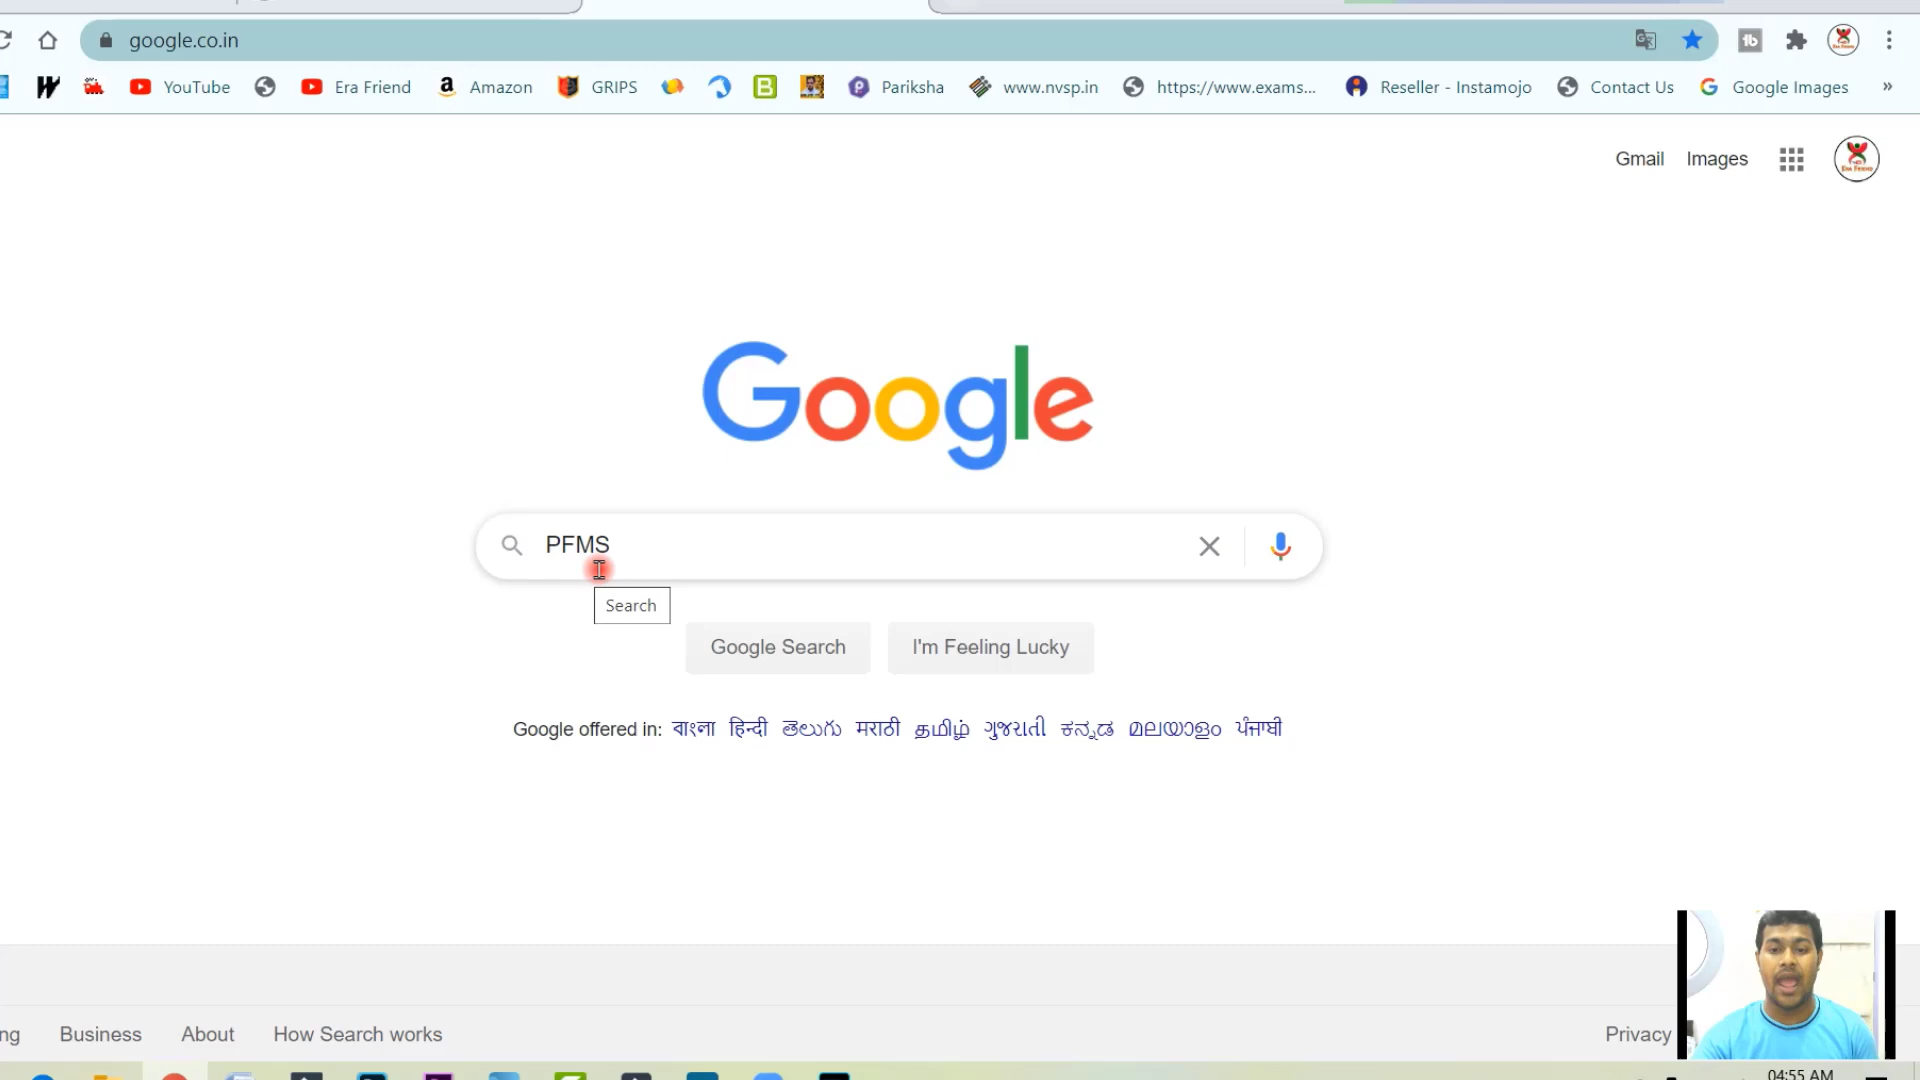 google.co.in
YouTube Era Friend Amazon GRIPS Pariksha www.nvsp.in https://www.exams... Reseller - Instamojo Contact Us Google Images »
Gmail Images
Google
PFMS
Search
Google Search I'm Feeling Lucky
Google offered in: বাংলা हिन्दी తెలుగు मराठी தமிழ் ગુજરાતી ಕನ್ನಡ മലയാളം ਪੰਜਾਬੀ
ng Business About How Search works Privacy
04:55 AM